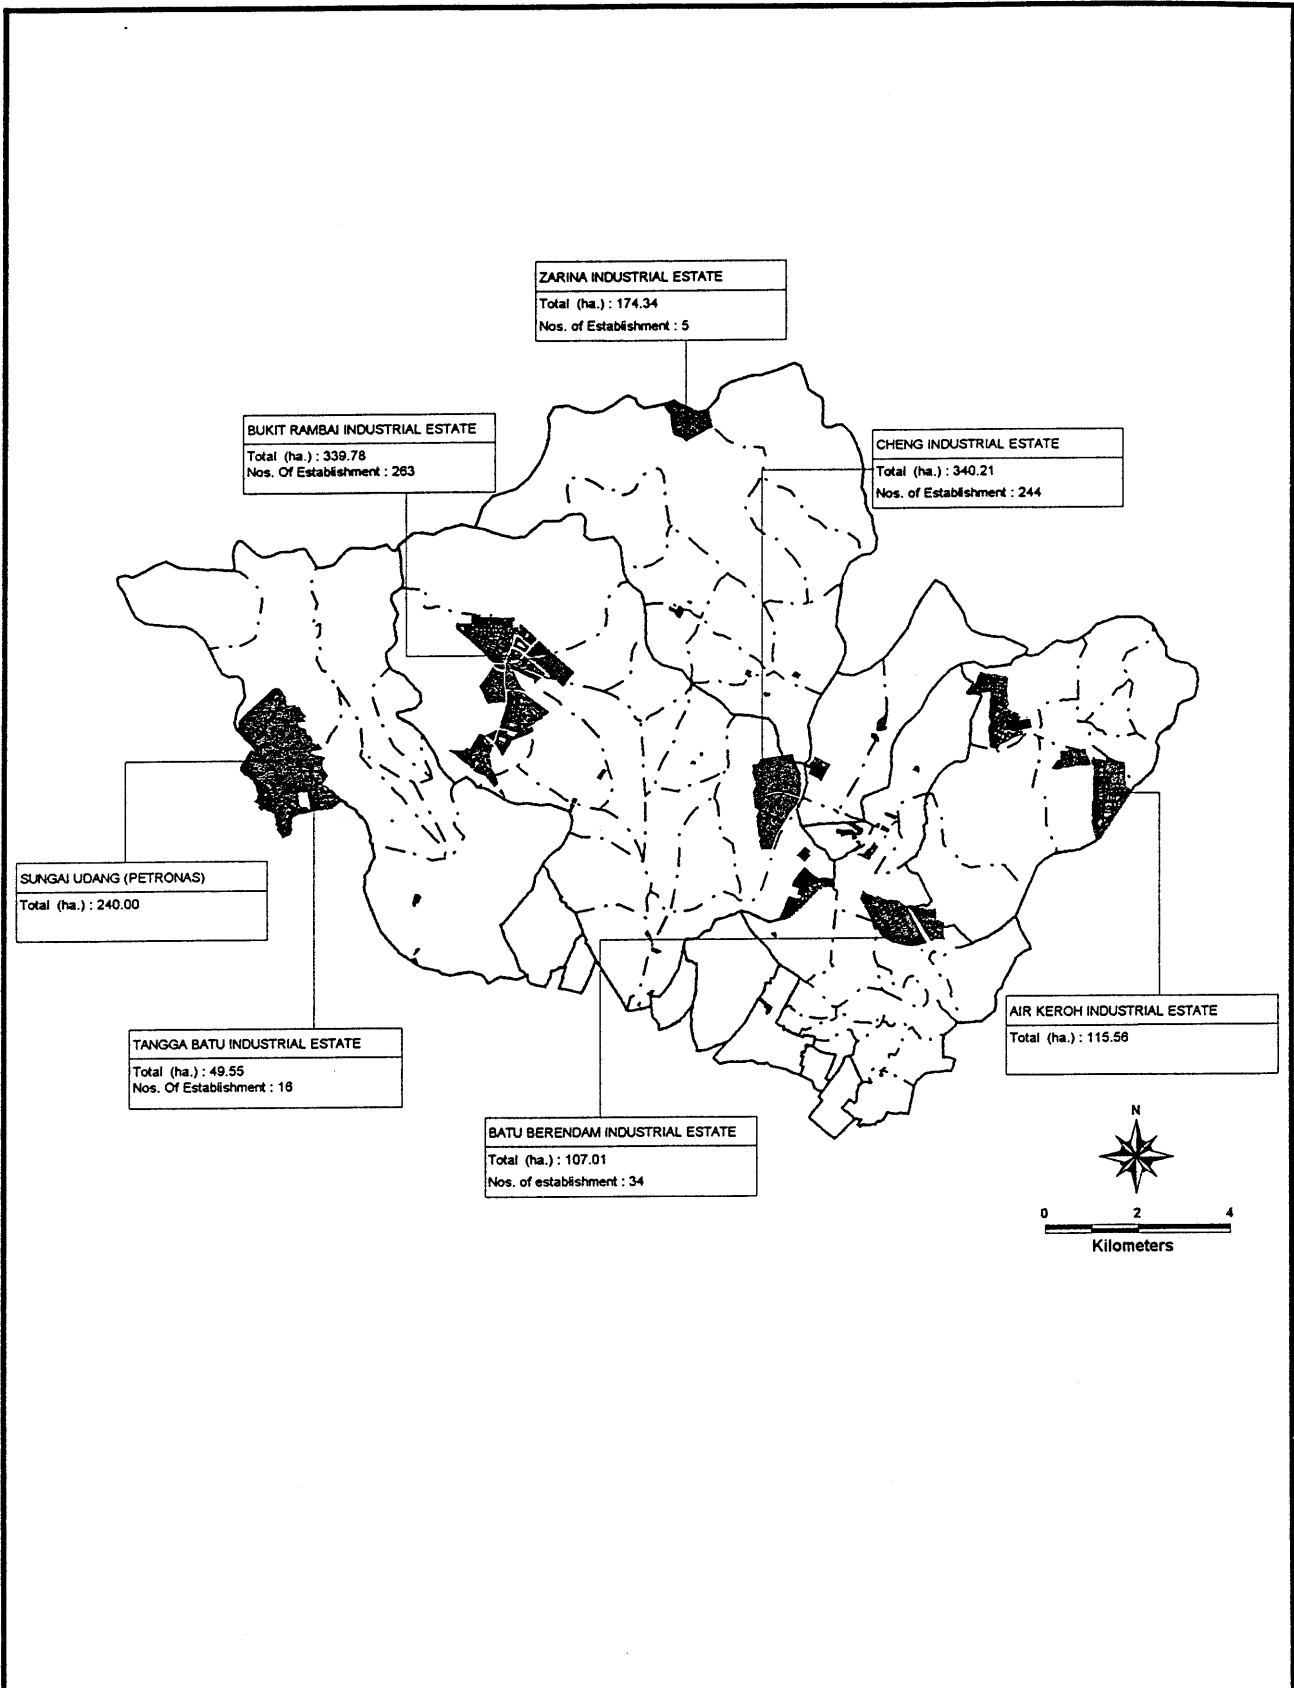 ZARINA INDUSTRIAL ESTATE
Total (ha.) : 174.34
Nos. of Establishment : 5
BUKIT RAMBAI INDUSTRIAL ESTATE
Total (ha.) : 339.78
Nos. Of Establishment : 263
CHENG INDUSTRIAL ESTATE
Total (ha.) : 340.21
Nos. of Establishment : 244
SUNGAI UDANG (PETRONAS)
Total (ha.) : 240.00
AIR KEROH INDUSTRIAL ESTATE
Total (ha.) : 115.56
TANGGA BATU INDUSTRIAL ESTATE
Total (ha.) : 49.55
Nos. Of Establishment : 16
BATU BERENDAM INDUSTRIAL ESTATE
Total (ha.) : 107.01
Nos. of establishment : 34
N
0 2 4
Kilometers